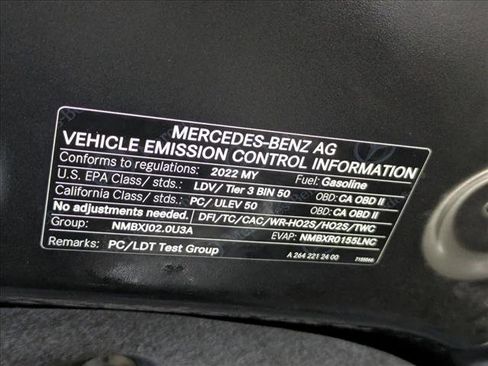 MERCEDES-BENZ AG
VEHICLE EMISSION CONTROL INFORMATION
Conforms to regulations: 2022 MY Fuel: Gasoline
U.S. EPA Class/ stds.: LDV/ Tier 3 BIN 50 OBD: CA OBD II
California Class/ stds.: PC/ ULEV 50 OBD: CA OBD II
No adjustments needed. DFI/TC/CAC/WR-HO2S/HO2S/TWC
Group: NMBXJ02.0U3A EVAP: NMBXR0155LNC
Remarks: PC/LDT Test Group
A 264 221 24 00